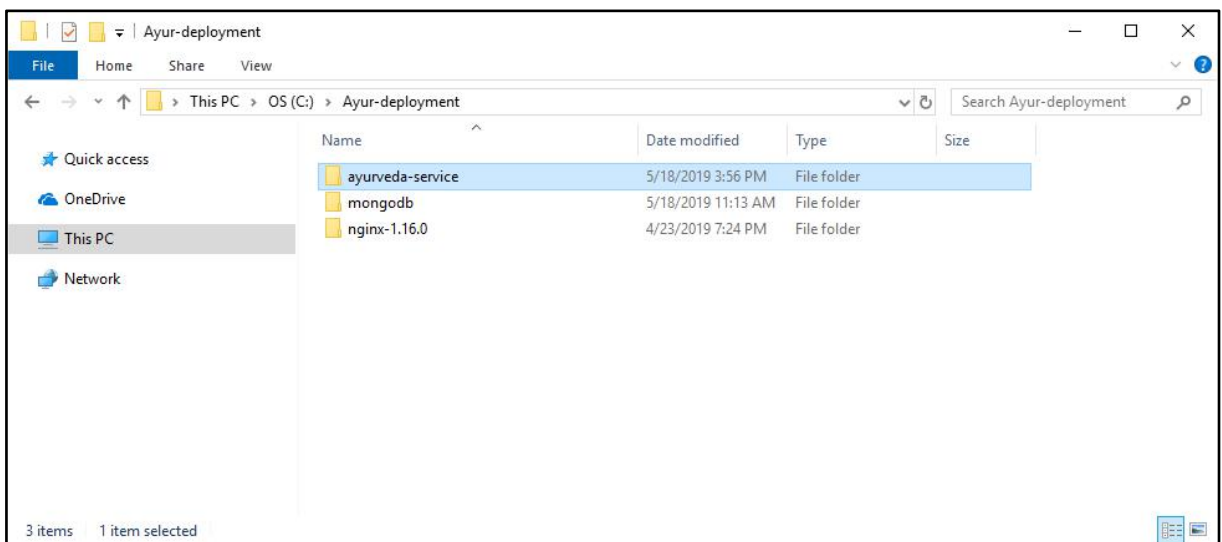 Ayur-deployment
File Home Share View
This PC > OS (C:) > Ayur-deployment
Search Ayur-deployment
Name Date modified Type Size
Quick access
OneDrive
This PC
Network
ayurveda-service 5/18/2019 3:56 PM File folder
mongodb 5/18/2019 11:13 AM File folder
nginx-1.16.0 4/23/2019 7:24 PM File folder
3 items 1 item selected